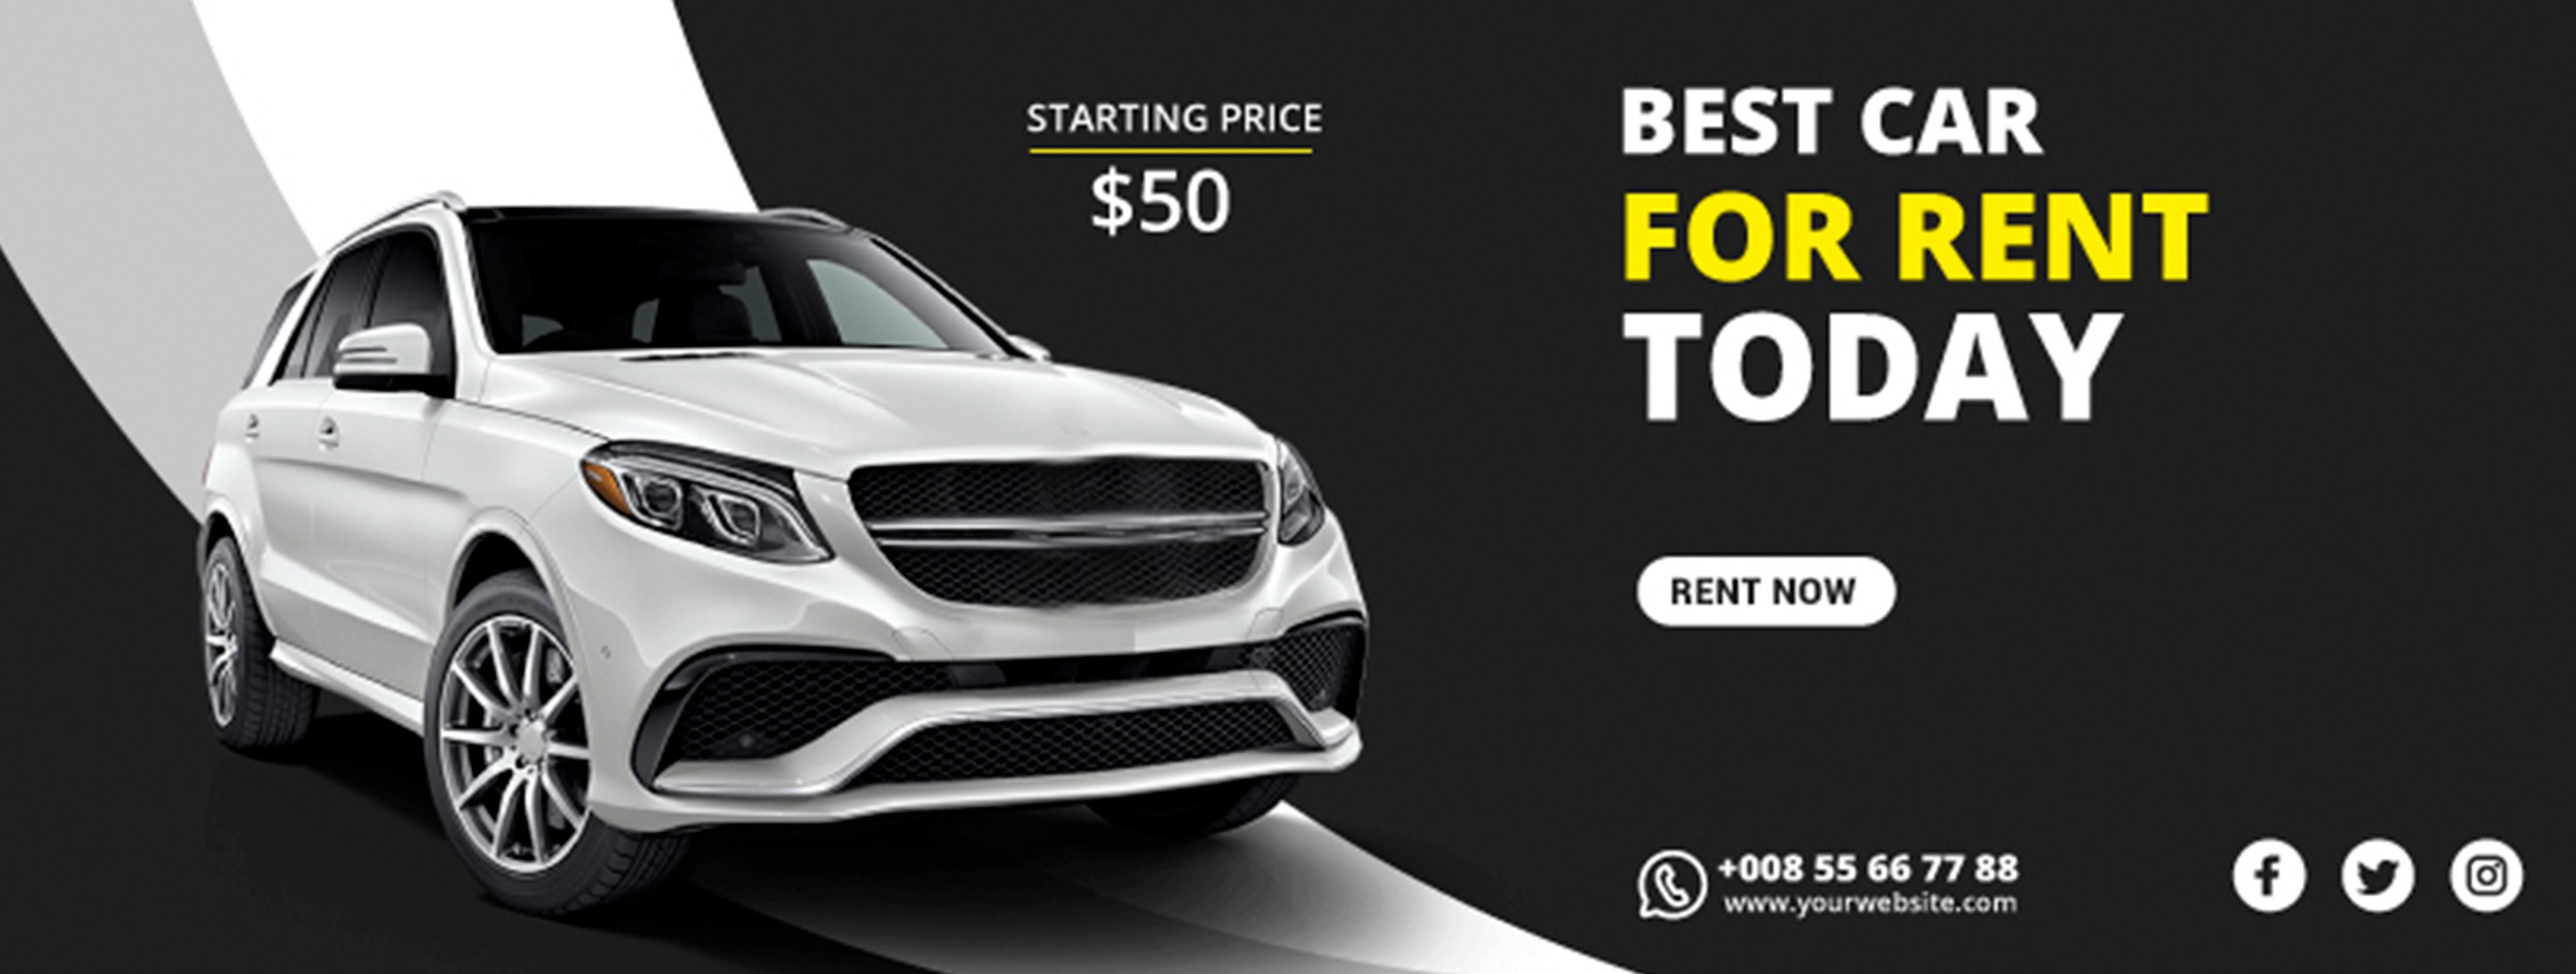 STARTING PRICE
$50
BEST CAR
FOR RENT
TODAY
RENT NOW
+008 55 66 77 88
www.yourwebsite.com